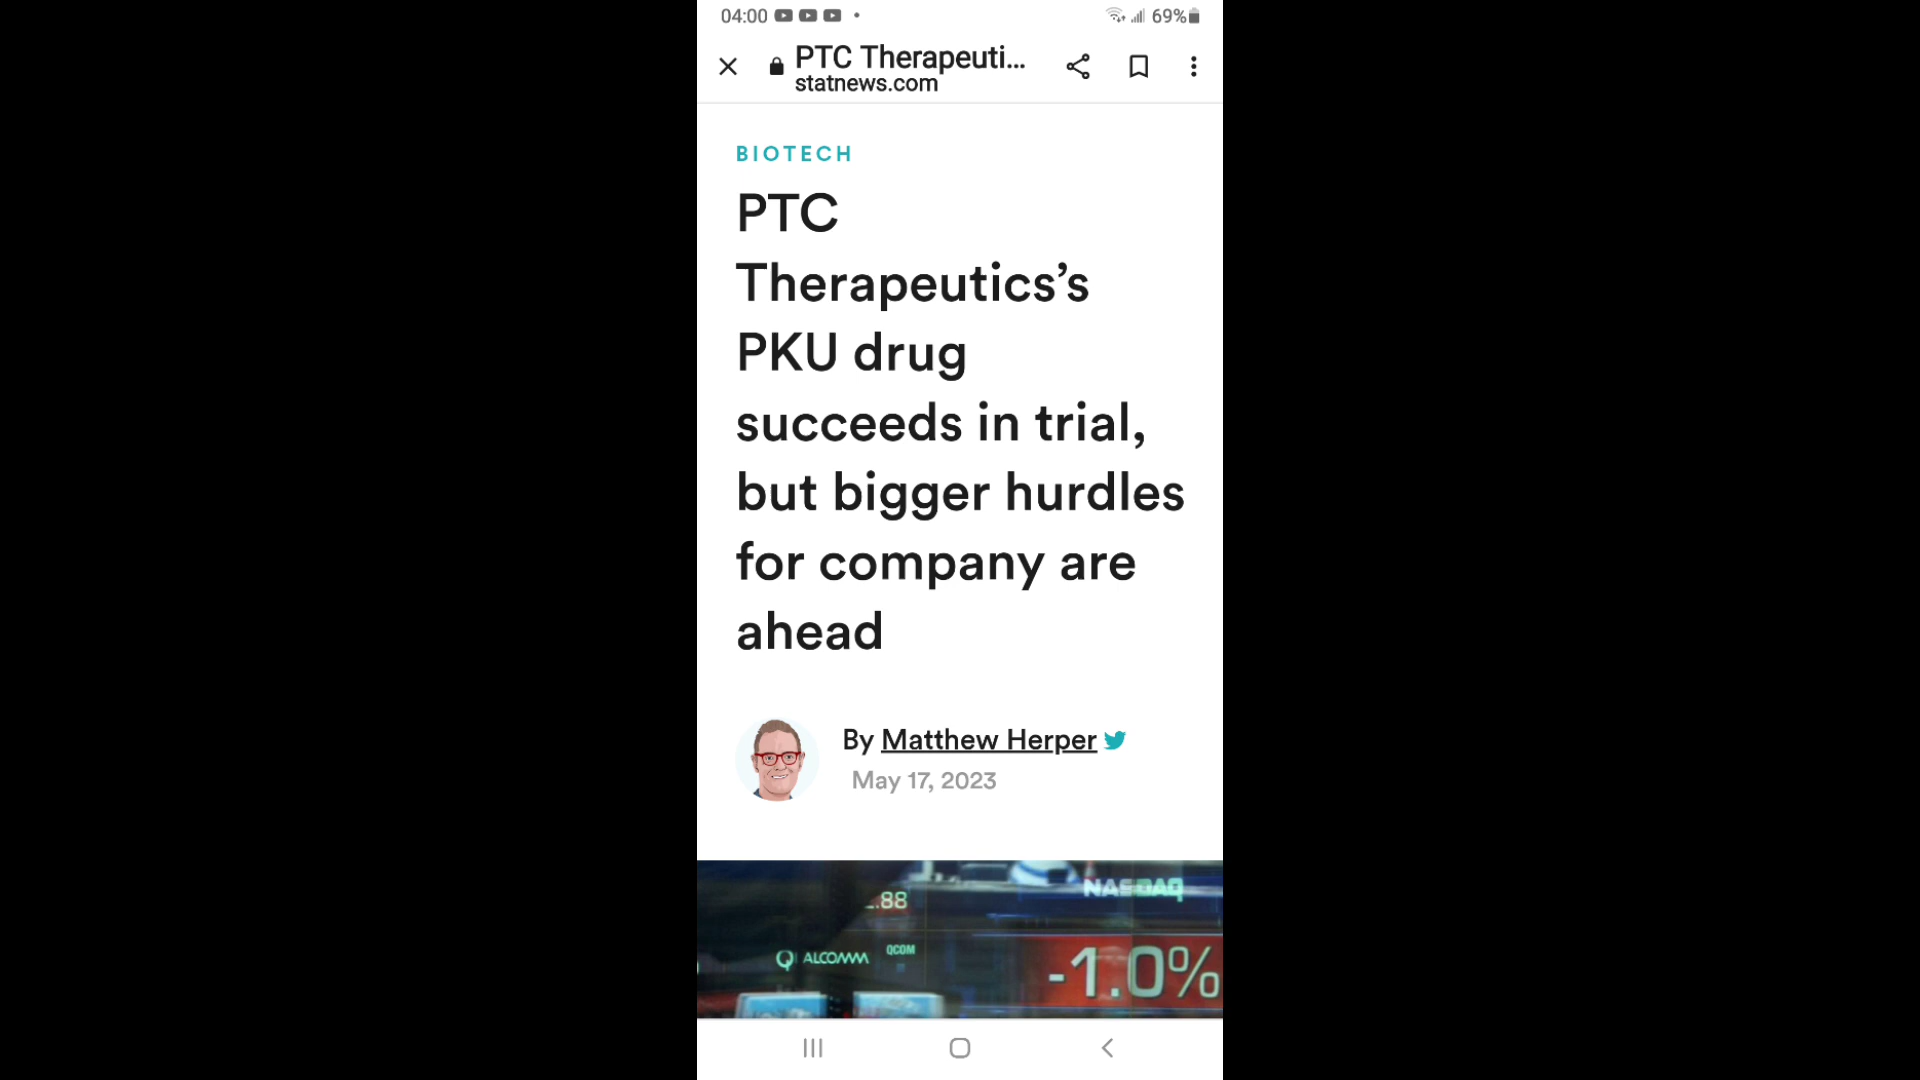 04:00 69%
PTC Therapeuti...
statnews.com
BIOTECH
PTC
Therapeutics’s
PKU drug
succeeds in trial,
but bigger hurdles
for company are
ahead
By Matthew Herper
May 17, 2023
NASDAQ
.88
QUALCOMM QCOM
-1.0%